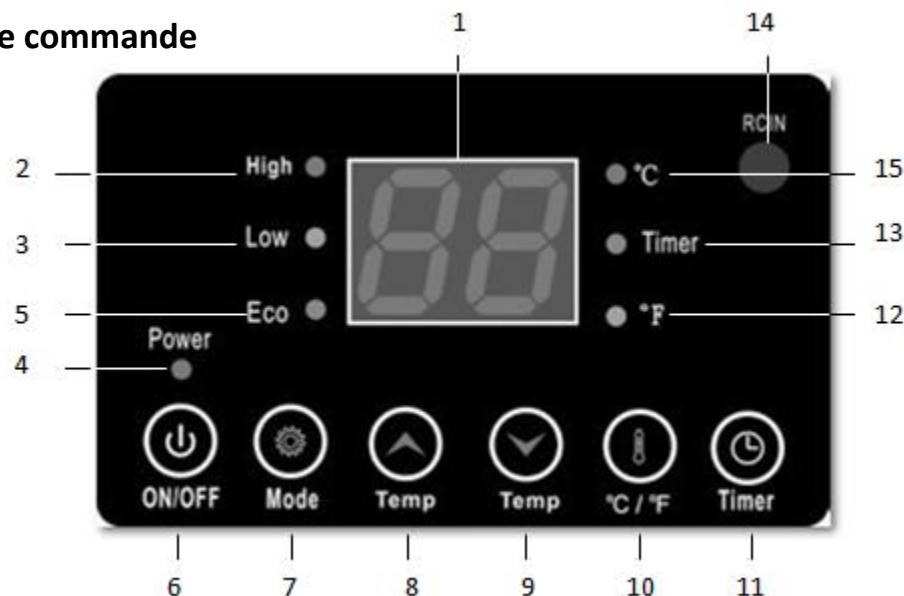 e commande
1 14
RCIN
2 High °C 15
3 Low Timer 13
5 Eco °F 12
Power
4
ON/OFF Mode Temp Temp °C / °F Timer
6 7 8 9 10 11